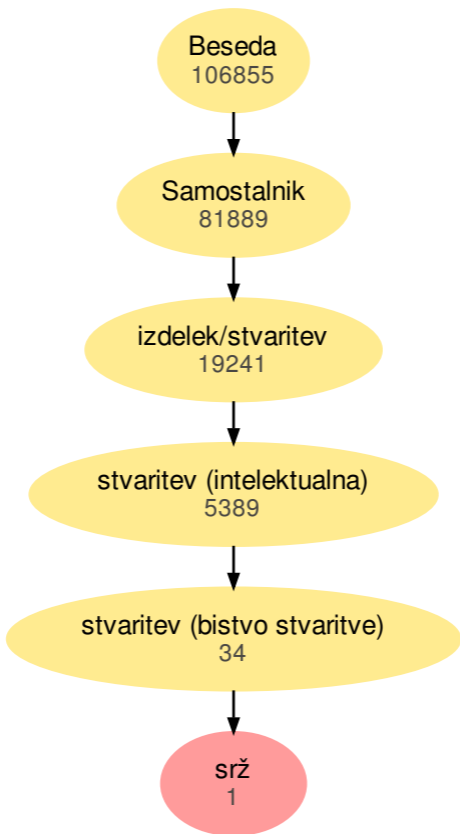 Beseda
106855
Samostalnik
81889
izdelek/stvaritev
19241
stvaritev (intelektualna)
5389
stvaritev (bistvo stvaritve)
34
srž
1